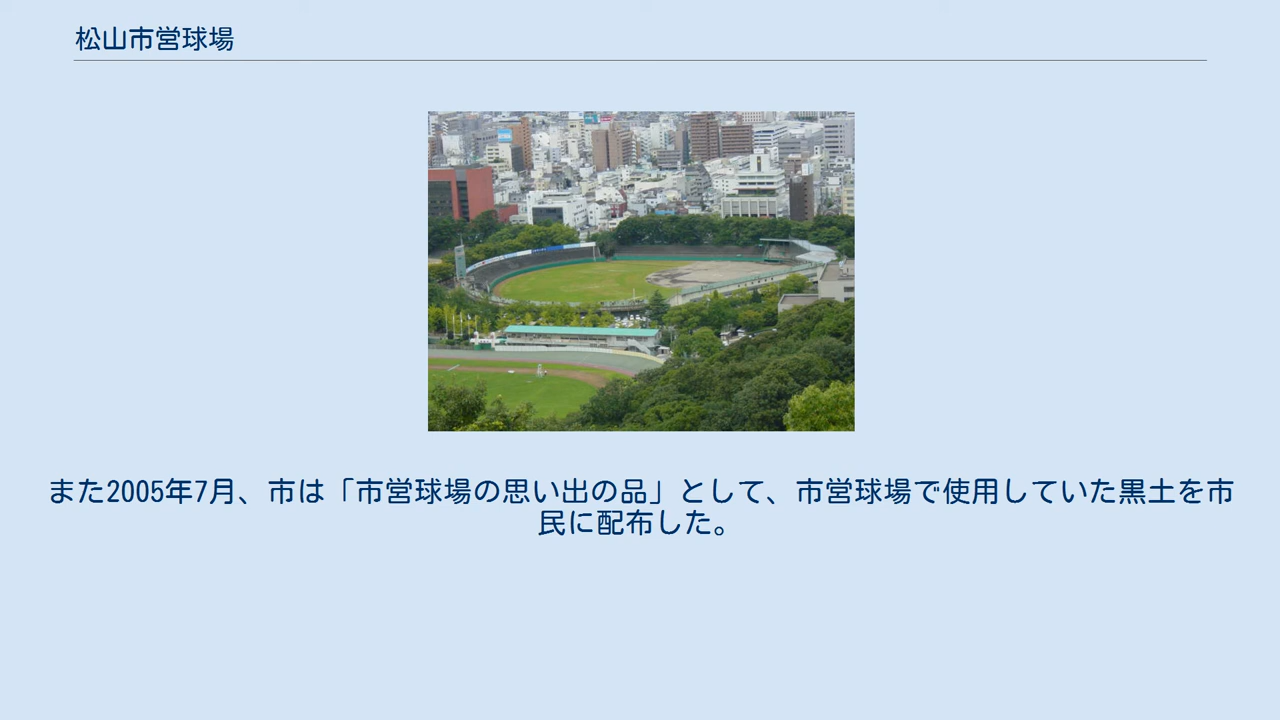 松山市営球場
また2005年7月、市は「市営球場の思い出の品」として、市営球場で使用していた黒土を市
民に配布した。